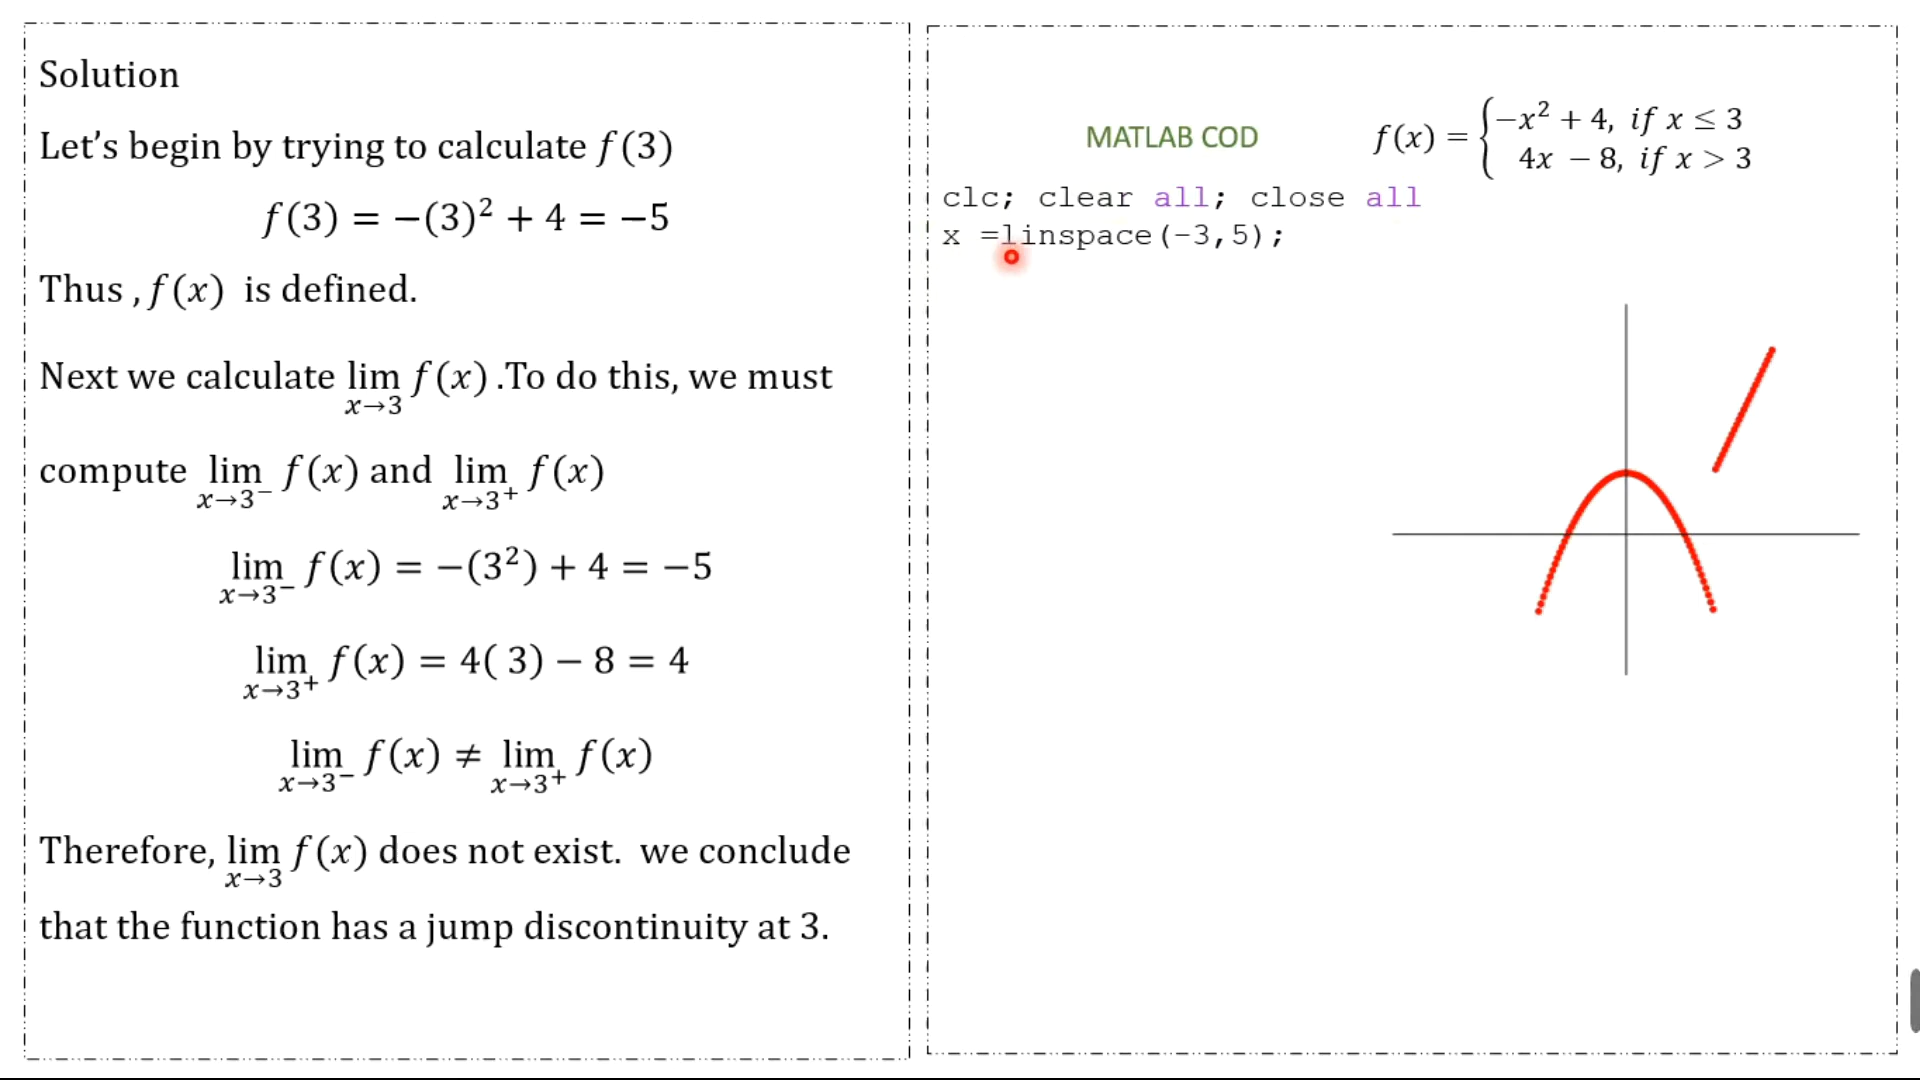 Solution
Let's begin by trying to calculate f(3)
f(3) = −(3)² + 4 = −5
Thus , f(x) is defined.
Next we calculate lim x→3 f(x) .To do this, we must
compute lim x→3⁻ f(x) and lim x→3⁺ f(x)
lim x→3⁻ f(x) = −(3²) + 4 = −5
lim x→3⁺ f(x) = 4( 3) − 8 = 4
lim x→3⁻ f(x) ≠ lim x→3⁺ f(x)
Therefore, lim x→3 f(x) does not exist. we conclude
that the function has a jump discontinuity at 3.
MATLAB COD
f(x) = { −x² + 4, if x ≤ 3
4x − 8, if x > 3
clc; clear all; close all
x =linspace(-3,5);